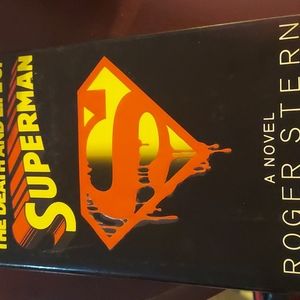 THE DEATH AND LIFE OF
SUPERMAN
A NOVEL
ROGER STERN